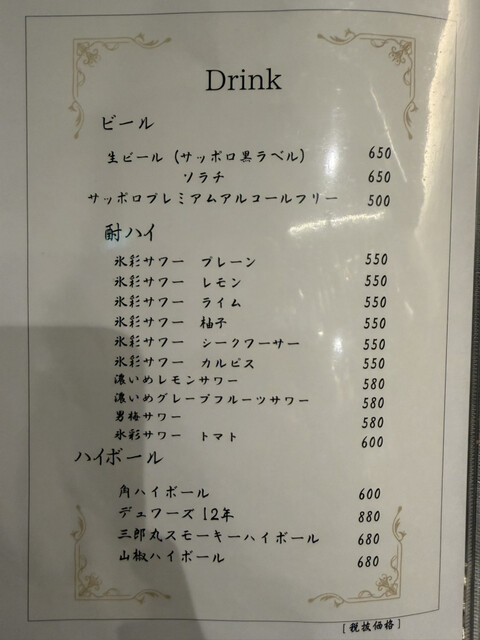 Drink
ビール
生ビール (サッポロ黒ラベル) 650
ソラチ 650
サッポロプレミアムアルコールフリー 500
酎ハイ
氷彩サワー プレーン 550
氷彩サワー レモン 550
氷彩サワー ライム 550
氷彩サワー 柚子 550
氷彩サワー シークワーサー 550
氷彩サワー カルピス 550
濃いめレモンサワー 580
濃いめグレープフルーツサワー 580
男梅サワー 580
氷彩サワー トマト 600
ハイボール
角ハイボール 600
デュワーズ 12年 880
三郎丸スモーキーハイボール 680
山椒ハイボール 680
[税抜価格]